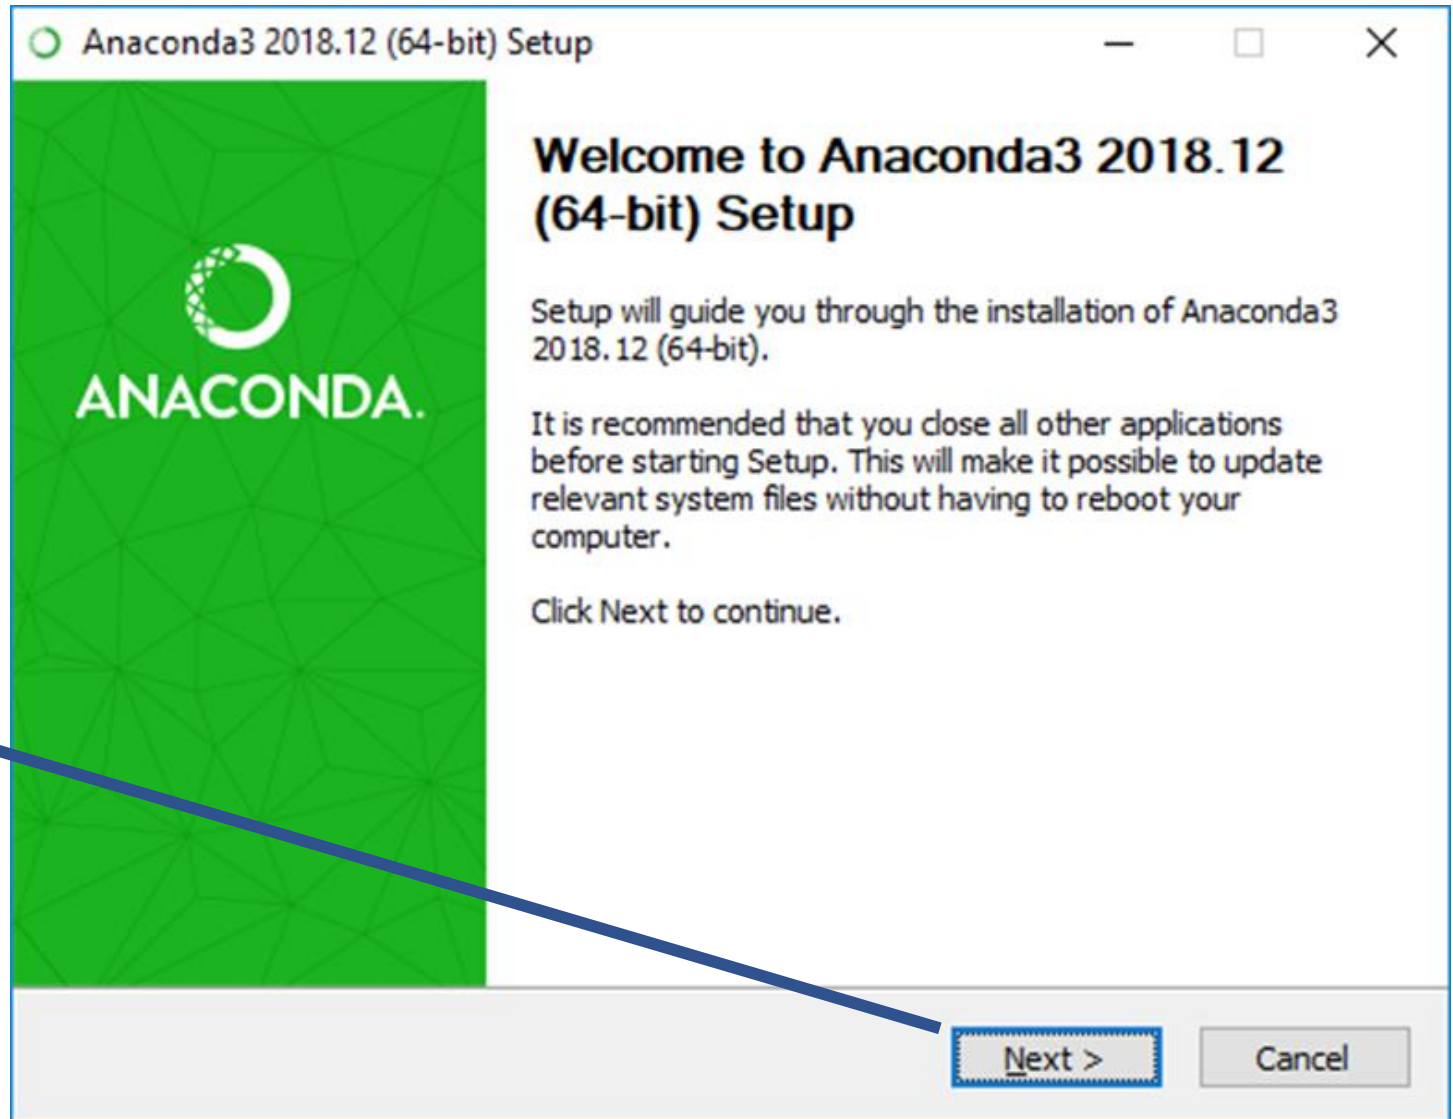 Anaconda3 2018.12 (64-bit) Setup
Welcome to Anaconda3 2018.12
(64-bit) Setup
ANACONDA.
Setup will guide you through the installation of Anaconda3
2018.12 (64-bit).
It is recommended that you close all other applications
before starting Setup. This will make it possible to update
relevant system files without having to reboot your
computer.
Click Next to continue.
Next >
Cancel